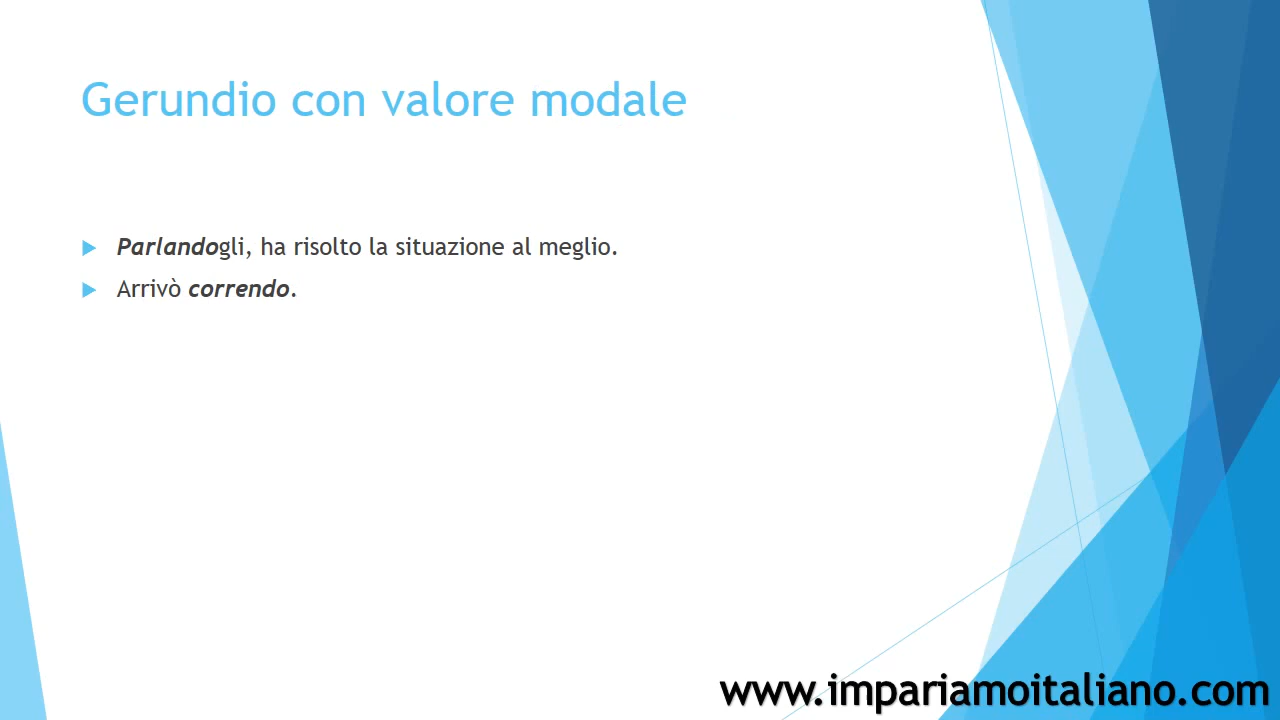 Gerundio con valore modale
Parlandogli, ha risolto la situazione al meglio.
Arrivò correndo.
www.impariamoitaliano.com